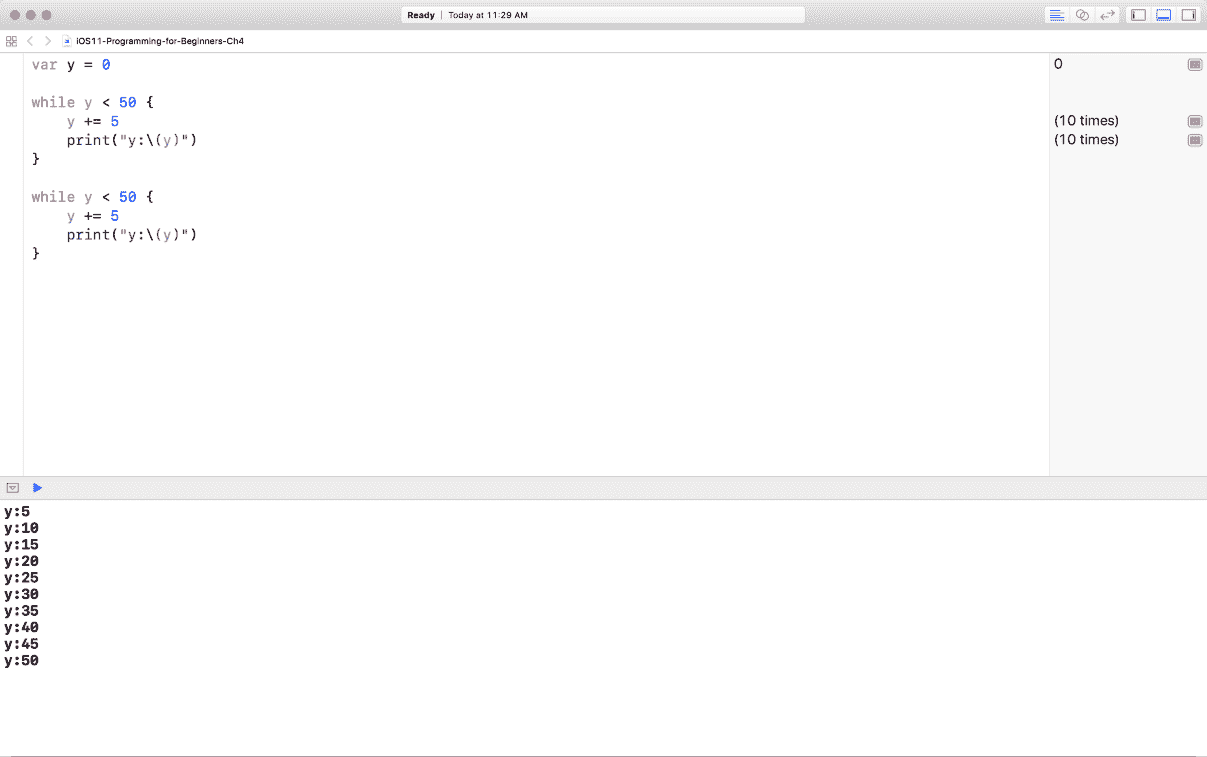 Ready | Today at 11:29 AM
iOS11-Programming-for-Beginners-Ch4
var y = 0
0
while y < 50 {
    y += 5
(10 times)
    print("y:\(y)")
(10 times)
}
while y < 50 {
    y += 5
    print("y:\(y)")
}
y:5
y:10
y:15
y:20
y:25
y:30
y:35
y:40
y:45
y:50